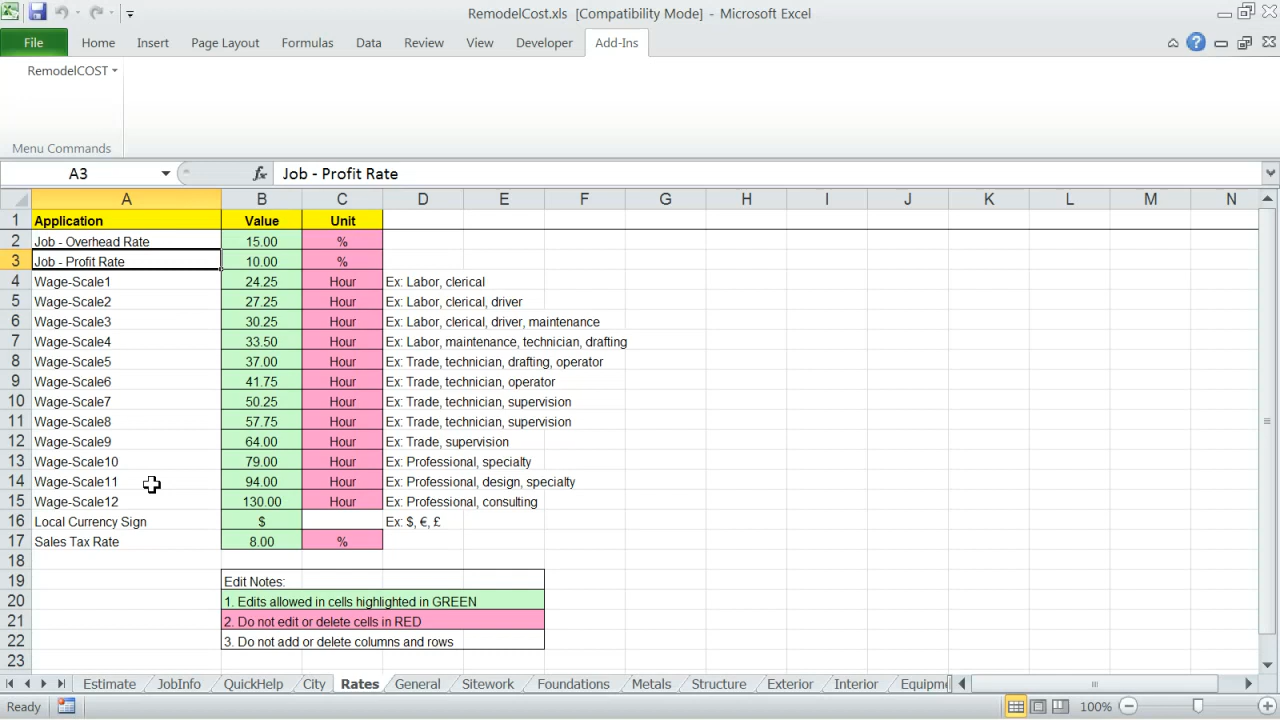 RemodelCost.xls [Compatibility Mode] - Microsoft Excel
File Home Insert Page Layout Formulas Data Review View Developer Add-Ins
RemodelCOST
Menu Commands
A3 fx Job - Profit Rate
A B C D E F G H I J K L M N
1 Application Value Unit
2 Job - Overhead Rate 15.00 %
3 Job - Profit Rate 10.00 %
4 Wage-Scale1 24.25 Hour Ex: Labor, clerical
5 Wage-Scale2 27.25 Hour Ex: Labor, clerical, driver
6 Wage-Scale3 30.25 Hour Ex: Labor, clerical, driver, maintenance
7 Wage-Scale4 33.50 Hour Ex: Labor, maintenance, technician, drafting
8 Wage-Scale5 37.00 Hour Ex: Trade, technician, drafting, operator
9 Wage-Scale6 41.75 Hour Ex: Trade, technician, operator
10 Wage-Scale7 50.25 Hour Ex: Trade, technician, supervision
11 Wage-Scale8 57.75 Hour Ex: Trade, technician, supervision
12 Wage-Scale9 64.00 Hour Ex: Trade, supervision
13 Wage-Scale10 79.00 Hour Ex: Professional, specialty
14 Wage-Scale11 94.00 Hour Ex: Professional, design, specialty
15 Wage-Scale12 130.00 Hour Ex: Professional, consulting
16 Local Currency Sign $ Ex: $, €, £
17 Sales Tax Rate 8.00 %
18
19 Edit Notes:
20 1. Edits allowed in cells highlighted in GREEN
21 2. Do not edit or delete cells in RED
22 3. Do not add or delete columns and rows
23
Estimate JobInfo QuickHelp City Rates General Sitework Foundations Metals Structure Exterior Interior Equipm
Ready 100%